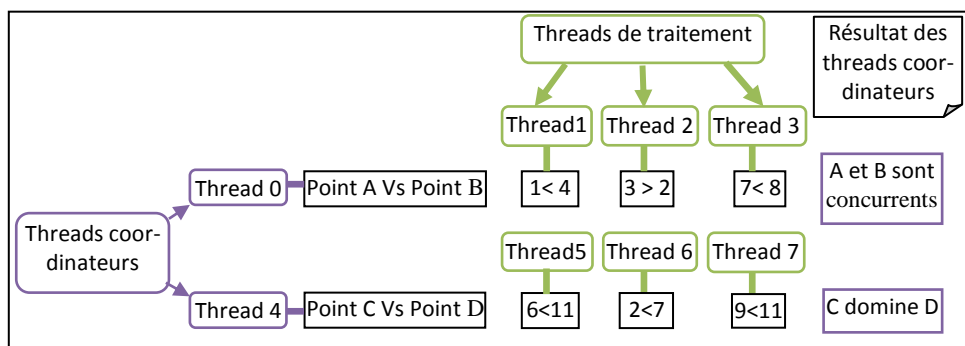 Threads de traitement
Résultat des
threads coor-
dinateurs
Thread1
Thread 2
Thread 3
Thread 0
Point A Vs Point B
1< 4
3 > 2
7< 8
A et B sont
concurrents
Threads coor-
dinateurs
Thread5
Thread 6
Thread 7
Thread 4
Point C Vs Point D
6<11
2<7
9<11
C domine D